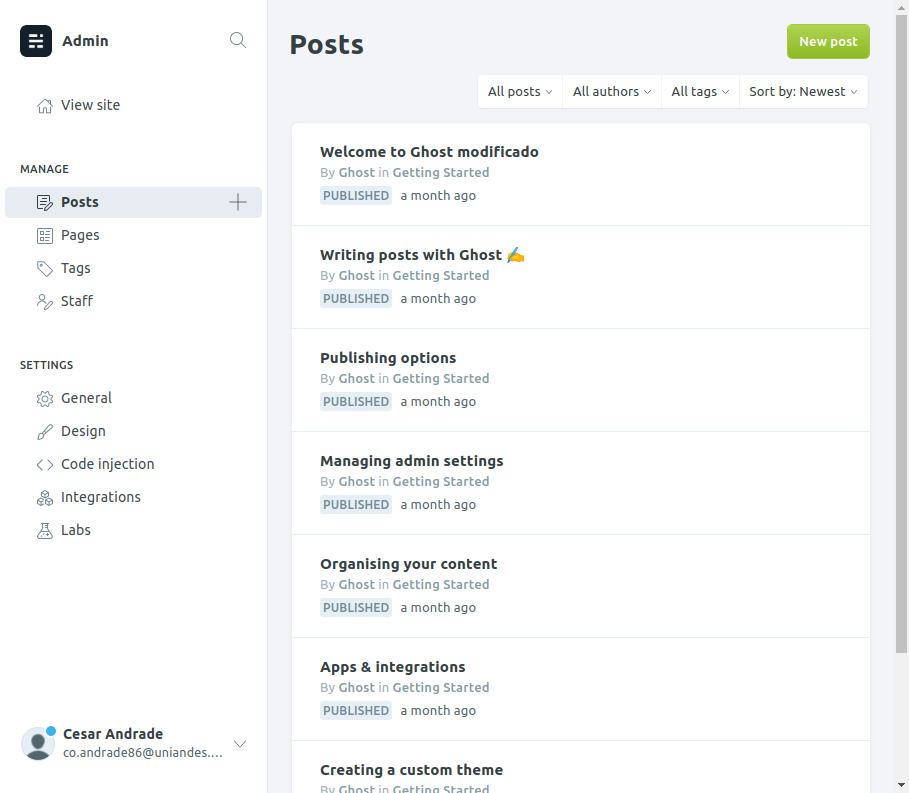 Admin
View site
MANAGE
Posts
Pages
Tags
Staff
SETTINGS
General
Design
Code injection
Integrations
Labs
Cesar Andrade
co.andrade86@uniandes....
Posts
New post
All posts
All authors
All tags
Sort by: Newest
Welcome to Ghost modificado
By Ghost in Getting Started
PUBLISHED a month ago
Writing posts with Ghost ✍️
By Ghost in Getting Started
PUBLISHED a month ago
Publishing options
By Ghost in Getting Started
PUBLISHED a month ago
Managing admin settings
By Ghost in Getting Started
PUBLISHED a month ago
Organising your content
By Ghost in Getting Started
PUBLISHED a month ago
Apps & integrations
By Ghost in Getting Started
PUBLISHED a month ago
Creating a custom theme
By Ghost in Getting Started